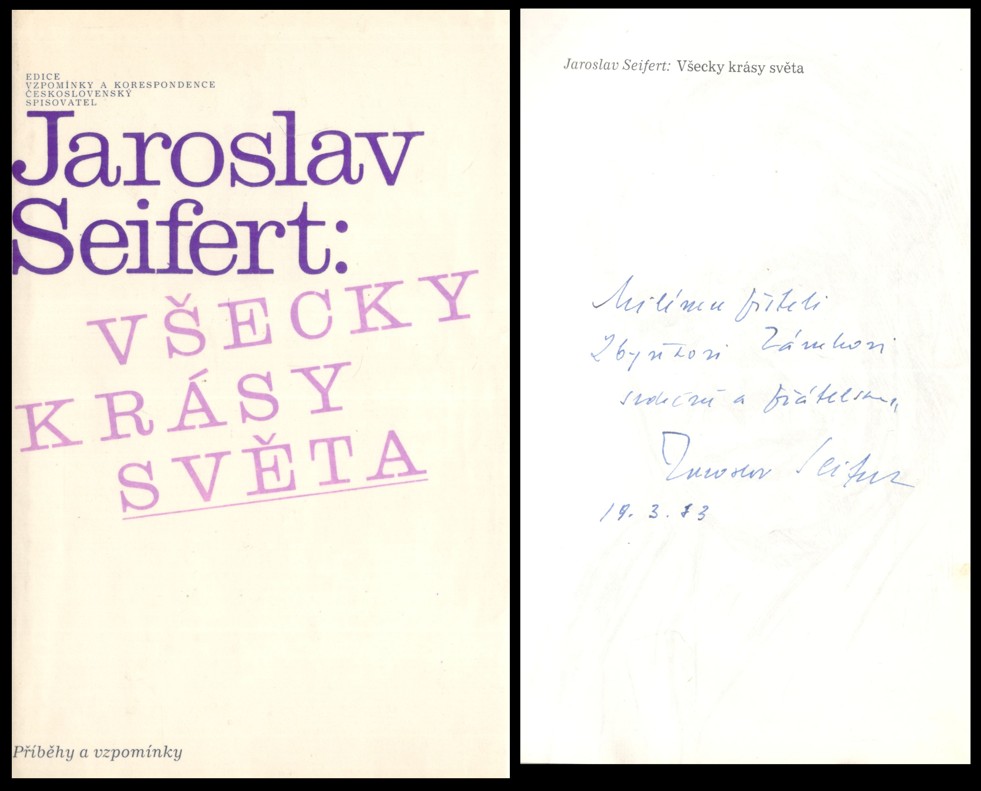 EDICE
VZPOMÍNKY A KORESPONDENCE
ČESKOSLOVENSKÝ
SPISOVATEL
Jaroslav
Seifert:
VŠECKY
KRÁSY
SVĚTA
Příběhy a vzpomínky
Jaroslav Seifert: Všecky krásy světa
Milému příteli
Zbyňkovi
srdečně a přátelsky
Jaroslav Seifert
19. 3. 83